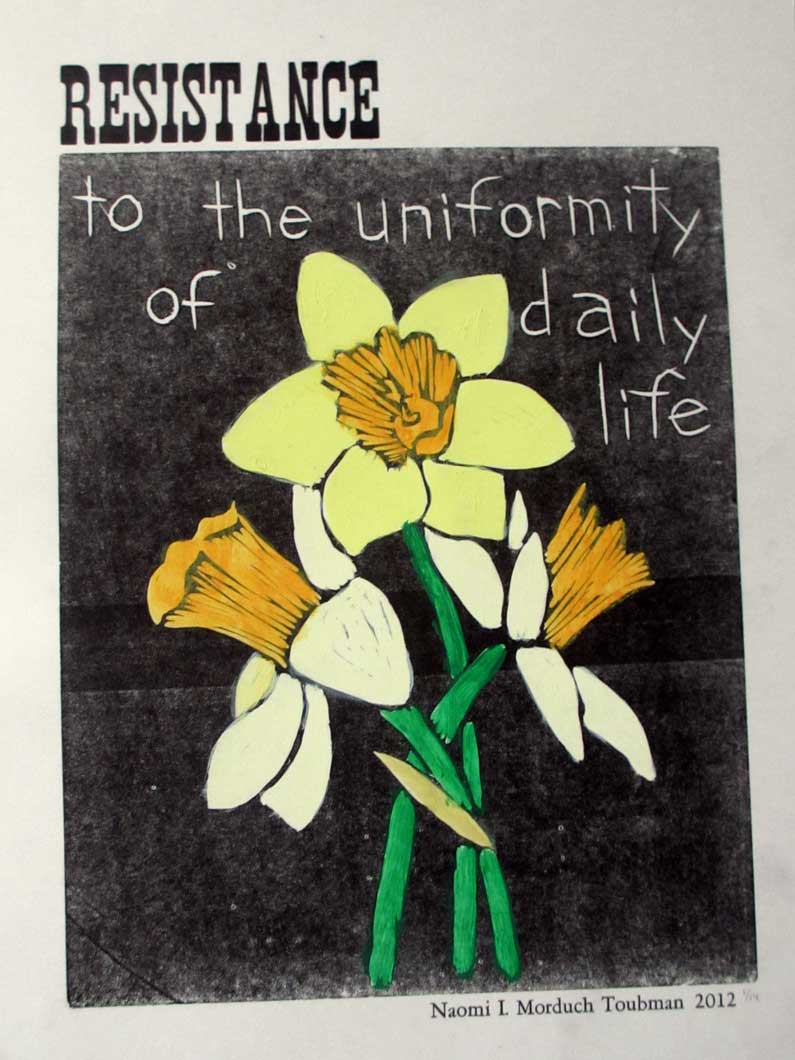 RESISTANCE
to the uniformity
of daily
life
Naomi I. Morduch Toubman 2012